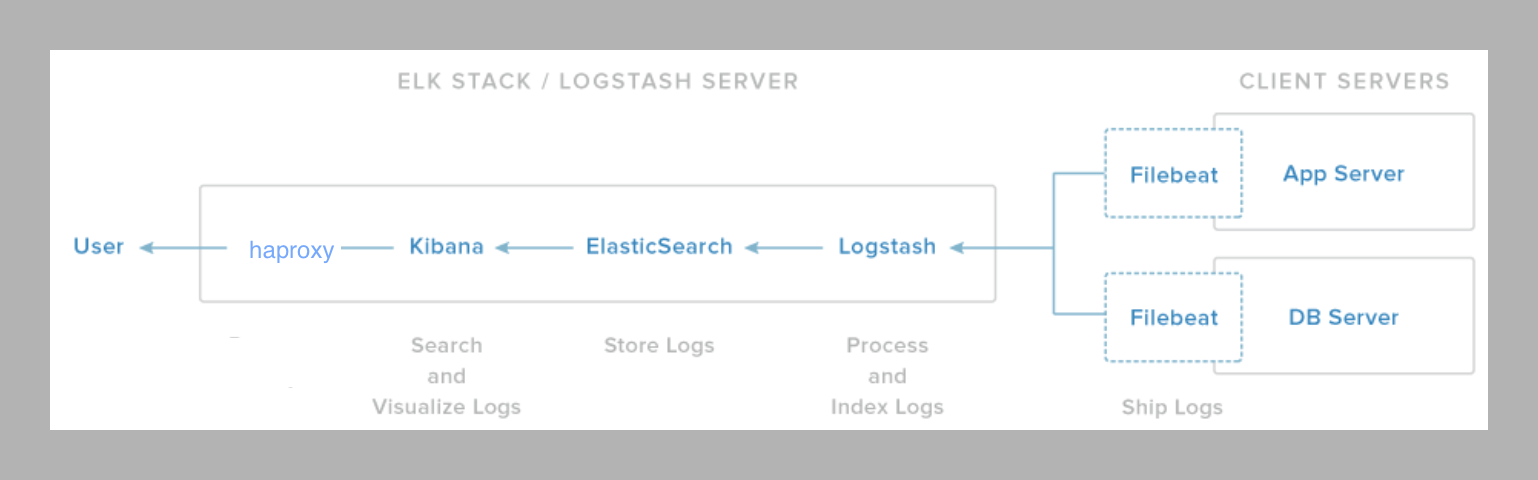 ELK STACK / LOGSTASH SERVER
CLIENT SERVERS
Filebeat
App Server
User
haproxy
Kibana
ElasticSearch
Logstash
Filebeat
DB Server
Search
and
Visualize Logs
Store Logs
Process
and
Index Logs
Ship Logs